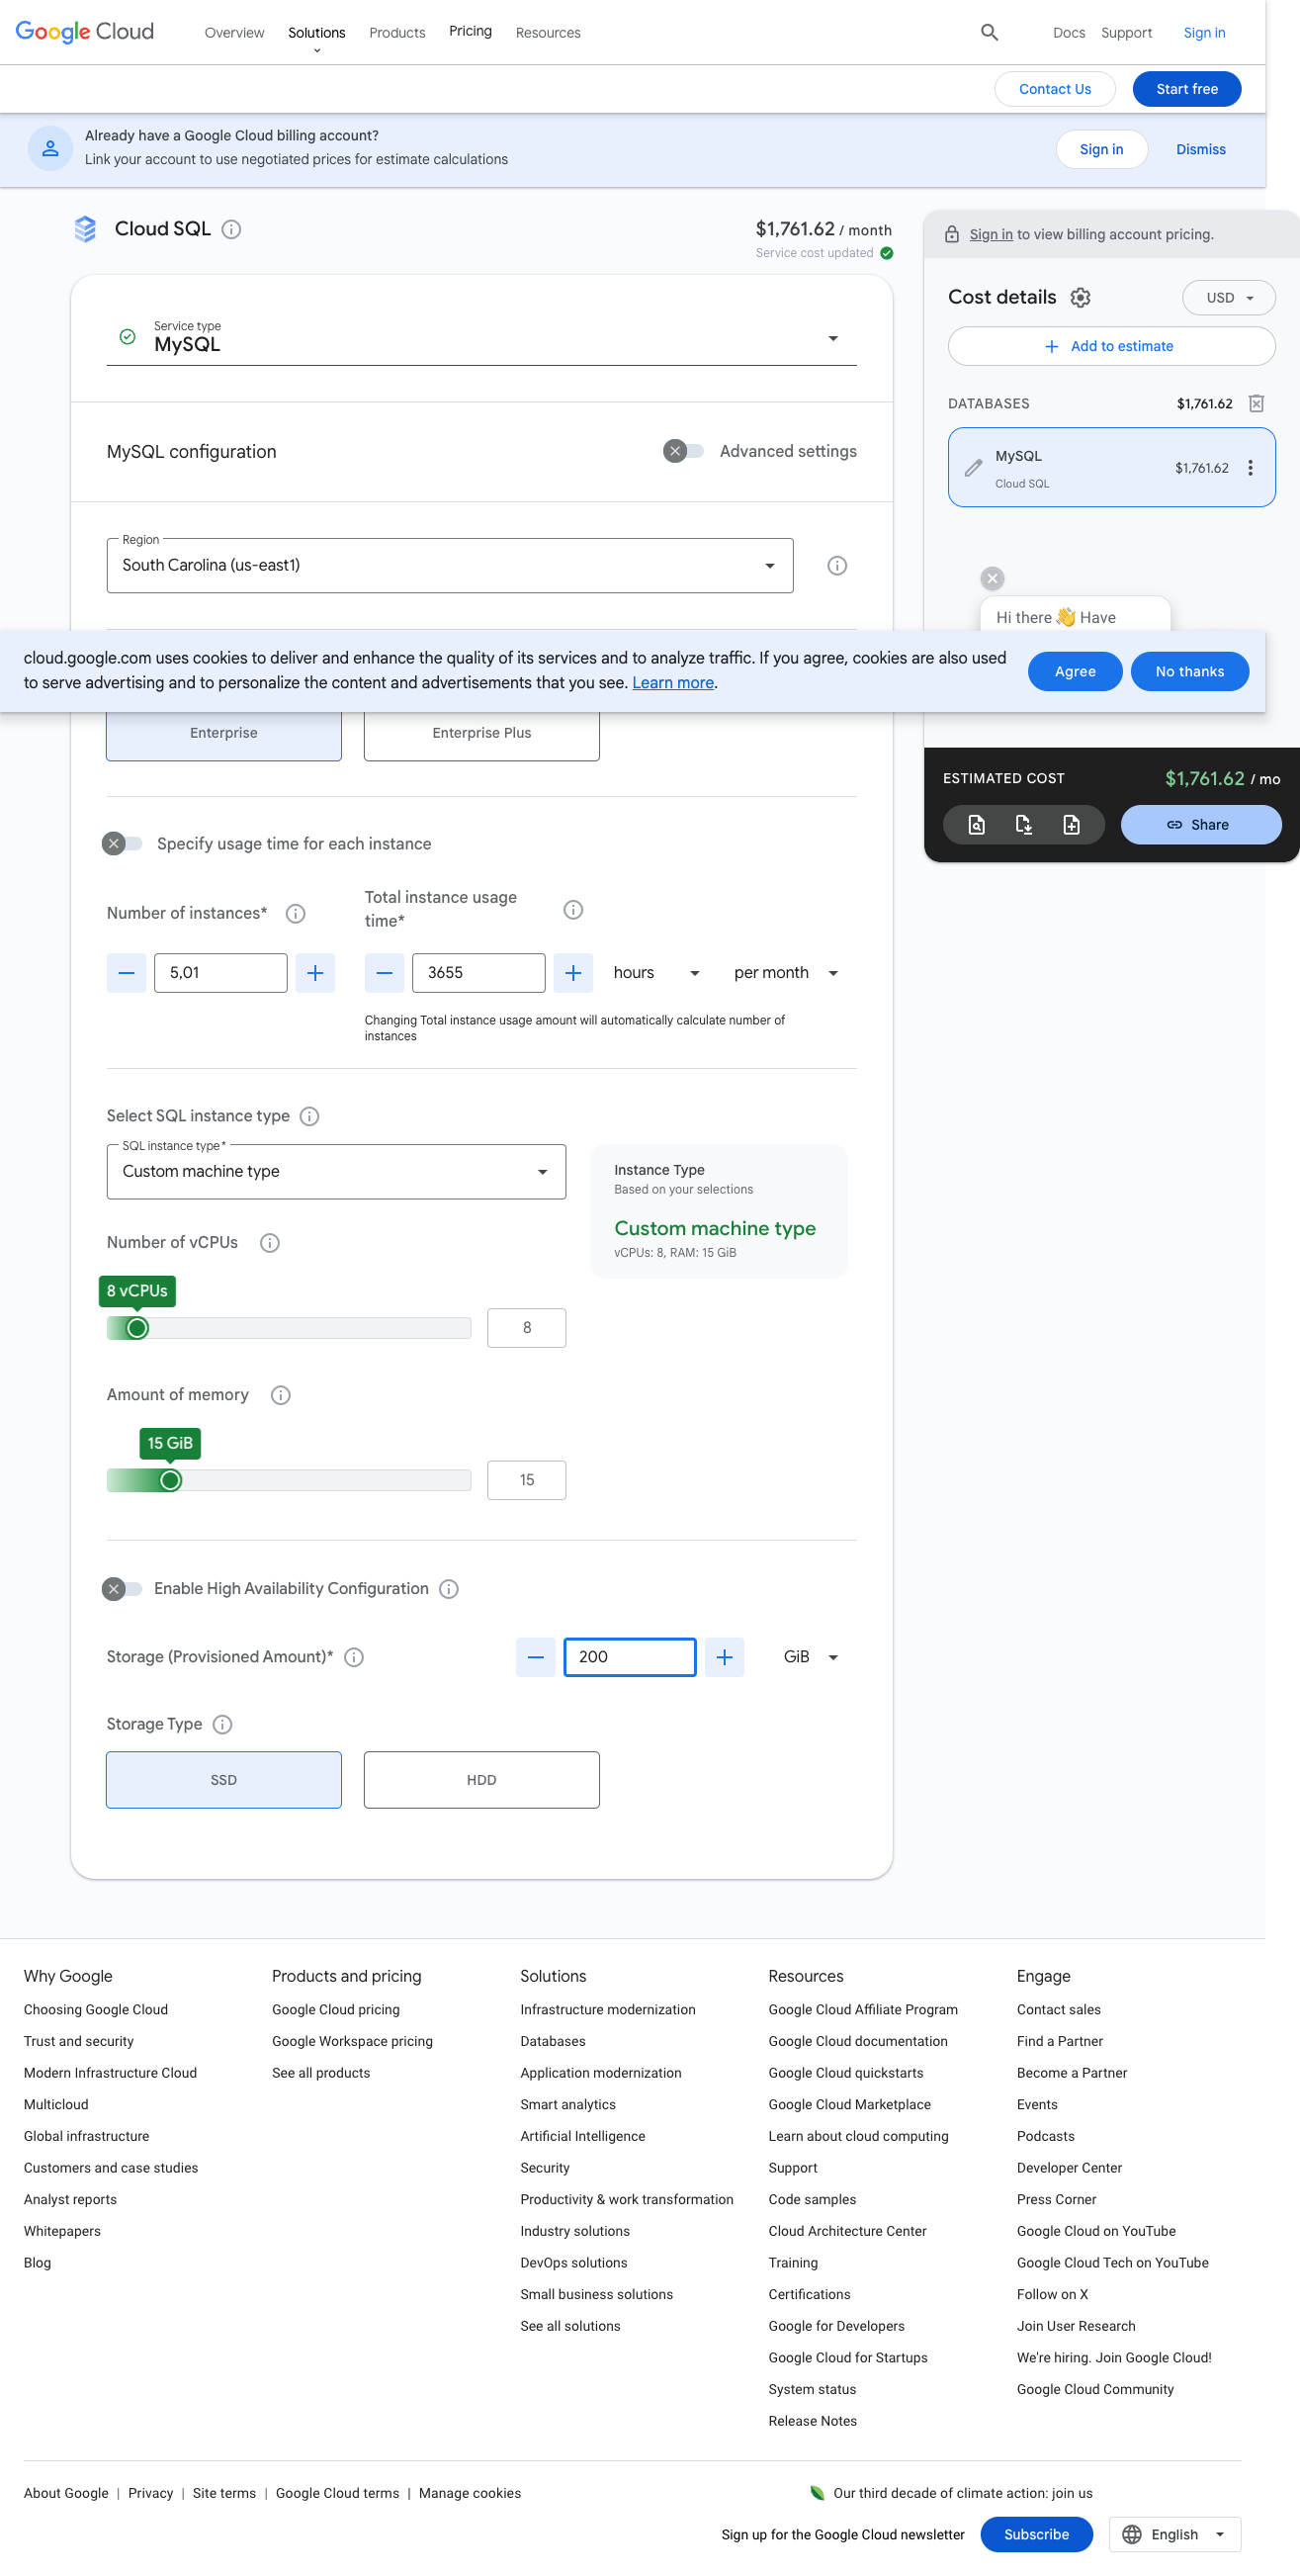 Google Cloud
Overview
Solutions
Products
Pricing
Resources
Docs
Support
Sign in
Contact Us
Start free
Already have a Google Cloud billing account?
Link your account to use negotiated prices for estimate calculations
Sign in
Dismiss
Cloud SQL
$1,761.62 / month
Service cost updated
Service type
MySQL
MySQL configuration
Advanced settings
Region
South Carolina (us-east1)
Sign in to view billing account pricing.
Cost details
USD
Add to estimate
DATABASES
$1,761.62
MySQL
Cloud SQL
$1,761.62
Hi there 👋 Have
cloud.google.com uses cookies to deliver and enhance the quality of its services and to analyze traffic. If you agree, cookies are also used
to serve advertising and to personalize the content and advertisements that you see. Learn more.
Agree
No thanks
Enterprise
Enterprise Plus
ESTIMATED COST
$1,761.62 / mo
Share
Specify usage time for each instance
Number of instances*
Total instance usage
time*
5,01
3655
hours
per month
Changing Total instance usage amount will automatically calculate number of
instances
Select SQL instance type
SQL instance type*
Custom machine type
Instance Type
Based on your selections
Custom machine type
vCPUs: 8, RAM: 15 GiB
Number of vCPUs
8 vCPUs
8
Amount of memory
15 GiB
15
Enable High Availability Configuration
Storage (Provisioned Amount)*
200
GiB
Storage Type
SSD
HDD
Why Google
Choosing Google Cloud
Trust and security
Modern Infrastructure Cloud
Multicloud
Global infrastructure
Customers and case studies
Analyst reports
Whitepapers
Blog
Products and pricing
Google Cloud pricing
Google Workspace pricing
See all products
Solutions
Infrastructure modernization
Databases
Application modernization
Smart analytics
Artificial Intelligence
Security
Productivity & work transformation
Industry solutions
DevOps solutions
Small business solutions
See all solutions
Resources
Google Cloud Affiliate Program
Google Cloud documentation
Google Cloud quickstarts
Google Cloud Marketplace
Learn about cloud computing
Support
Code samples
Cloud Architecture Center
Training
Certifications
Google for Developers
Google Cloud for Startups
System status
Release Notes
Engage
Contact sales
Find a Partner
Become a Partner
Events
Podcasts
Developer Center
Press Corner
Google Cloud on YouTube
Google Cloud Tech on YouTube
Follow on X
Join User Research
We're hiring. Join Google Cloud!
Google Cloud Community
About Google | Privacy | Site terms | Google Cloud terms | Manage cookies
Our third decade of climate action: join us
Sign up for the Google Cloud newsletter
Subscribe
English